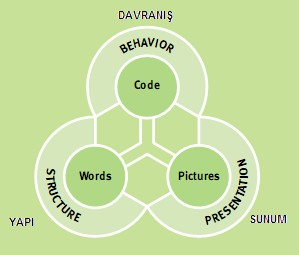 DAVRANIŞ
BEHAVIOR
Code
Words
Pictures
STRUCTURE
PRESENTATION
YAPI
SUNUM